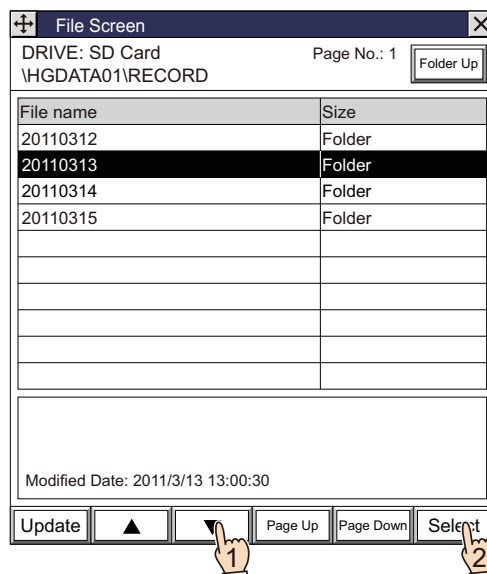 File Screen
DRIVE: SD Card Page No.: 1 Folder Up
\HGDATA01\RECORD
File name Size
20110312 Folder
20110313 Folder
20110314 Folder
20110315 Folder
Modified Date: 2011/3/13 13:00:30
Update ▲ ▼ Page Up Page Down Select
1 2